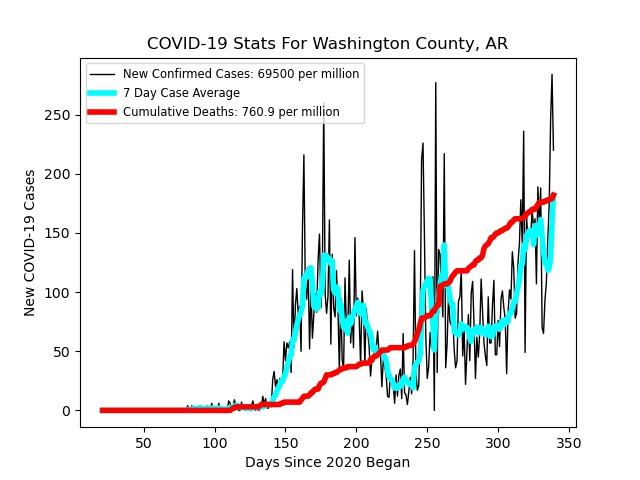 COVID-19 Stats For Washington County, AR
New Confirmed Cases: 69500 per million
7 Day Case Average
Cumulative Deaths: 760.9 per million
New COVID-19 Cases
250
200
150
100
50
0
50 100 150 200 250 300 350
Days Since 2020 Began